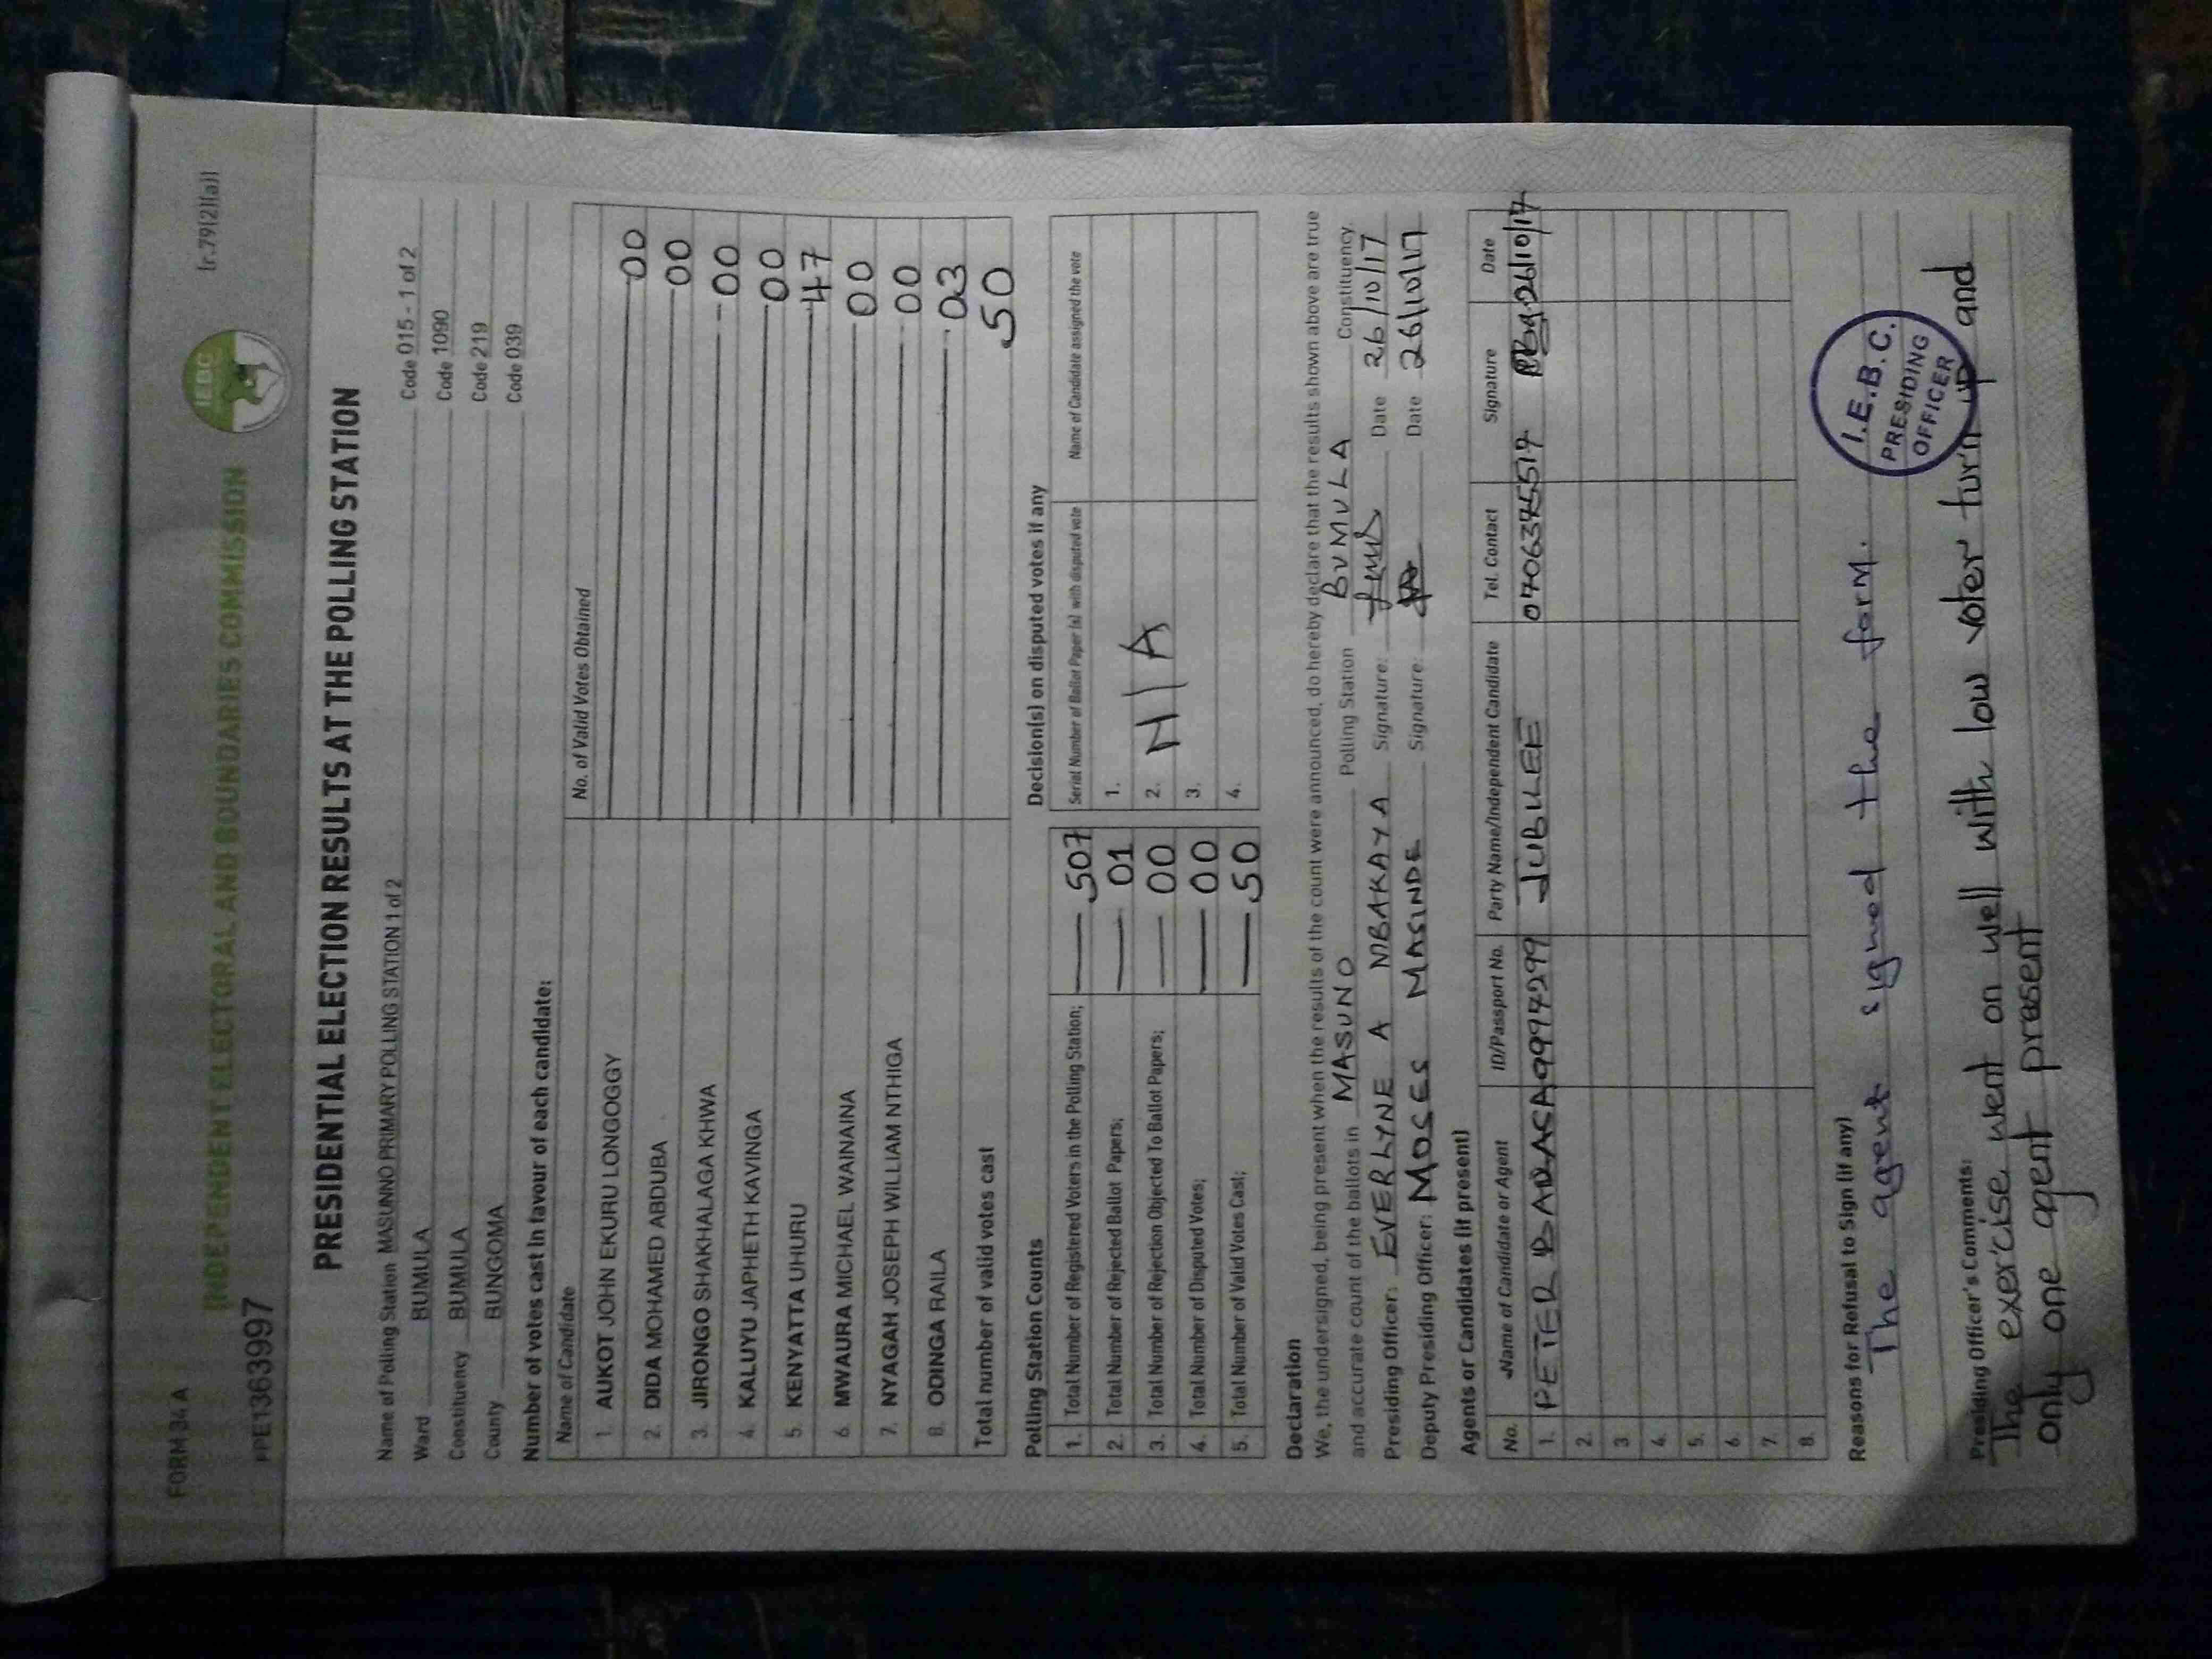 FORM 34 A
[r.79(2)(a)]
INDEPENDENT ELECTORAL AND BOUNDARIES COMMISSION
IEBC
PPE1363997
PRESIDENTIAL ELECTION RESULTS AT THE POLLING STATION
Name of Polling Station MASUNNO PRIMARY POLLING STATION 1 of 2 Code 015 - 1 of 2
Ward BUMULA Code 1090
Constituency BUMULA Code 219
County BUNGOMA Code 039
Number of votes cast in favour of each candidate:
Name of Candidate No. of Valid Votes Obtained
1. AUKOT JOHN EKURU LONGOGGY 00
2. DIDA MOHAMED ABDUBA 00
3. JIRONGO SHAKHALAGA KHWA 00
4. KALUYU JAPHETH KAVINGA 00
5. KENYATTA UHURU 47
6 MWAURA MICHAEL WAINAINA 00
7. NYAGAH JOSEPH WILLIAM NTHIGA 00
8. ODINGA RAILA 03
Total number of valid votes cast 50
Polling Station Counts
1. Total Number of Registered Voters in the Polling Station; 507
2. Total Number of Rejected Ballot Papers; 01
3. Total Number of Rejection Objected To Ballot Papers; 00
4. Total Number of Disputed Votes; 00
5. Total Number of Valid Votes Cast; 50
Decision(s) on disputed votes if any
Serial Number of Ballot Paper (s) with disputed vote Name of Candidate assigned the vote
1.
2. N/A
3.
4.
Declaration
We, the undersigned, being present when the results of the count were announced, do hereby declare that the results shown above are true
and accurate count of the ballots in MASUNO Polling Station BUMULA Constituency.
Presiding Officer: EVERLYNE A MBAKAYA Signature: Date 26/10/17
Deputy Presiding Officer: MOSES MASINDE Signature: Date 26/10/17
Agents or Candidates (if present)
No. Name of Candidate or Agent ID/Passport No. Party Name/Independent Candidate Tel. Contact Signature Date
1. PETER BARASA 9997299 JUBILEE 0706375517 26/10/17
2.
3
4.
5.
6.
7.
8.
Reasons for Refusal to Sign (if any)
The agent signed the form.
I.E.B.C.
PRESIDING
OFFICER
Presiding Officer's Comments:
The exercise went on well with low voter turn up and
only one agent present